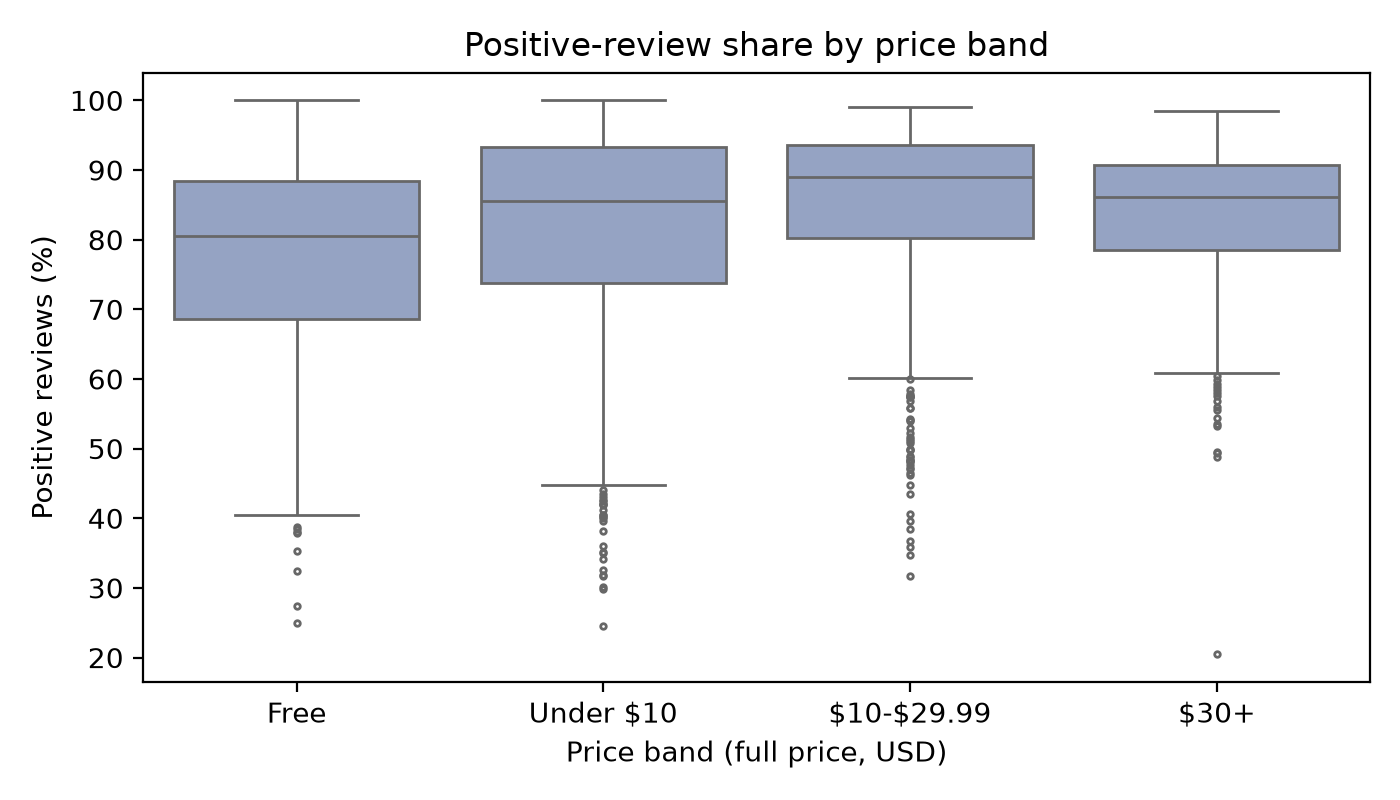 Positive-review share by price band
Positive reviews (%)
100
90
80
70
60
50
40
30
20
Free
Under $10
$10-$29.99
$30+
Price band (full price, USD)